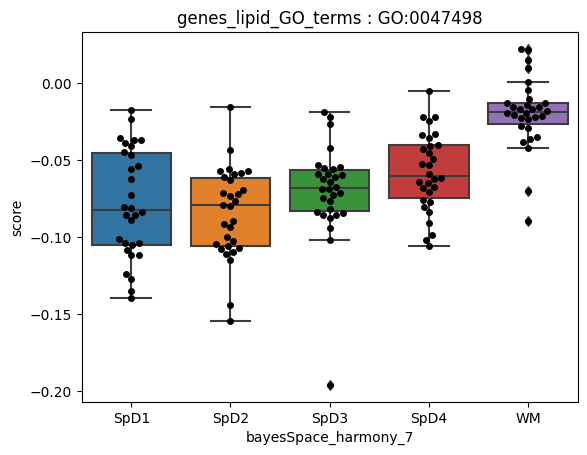 genes_lipid_GO_terms : GO:0047498
0.00
−0.05
−0.10
−0.15
−0.20
score
SpD1 SpD2 SpD3 SpD4 WM
bayesSpace_harmony_7